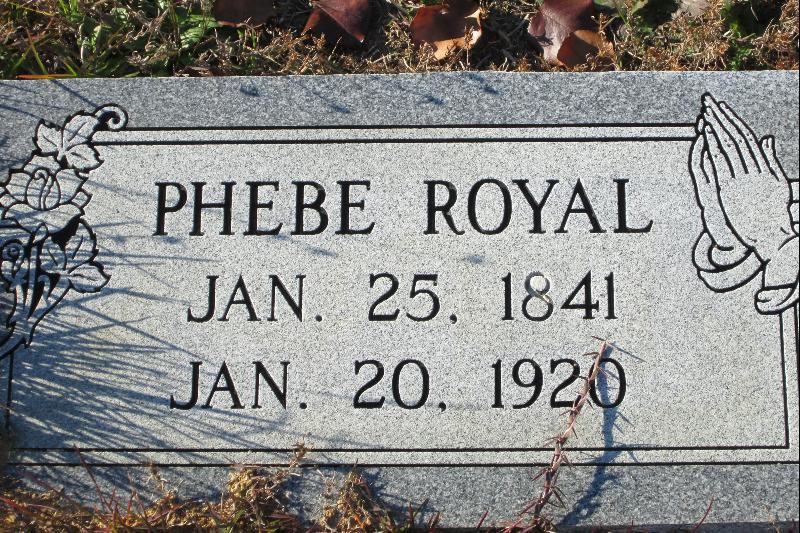 PHEBE ROYAL
JAN. 25, 1841
JAN. 20, 1920